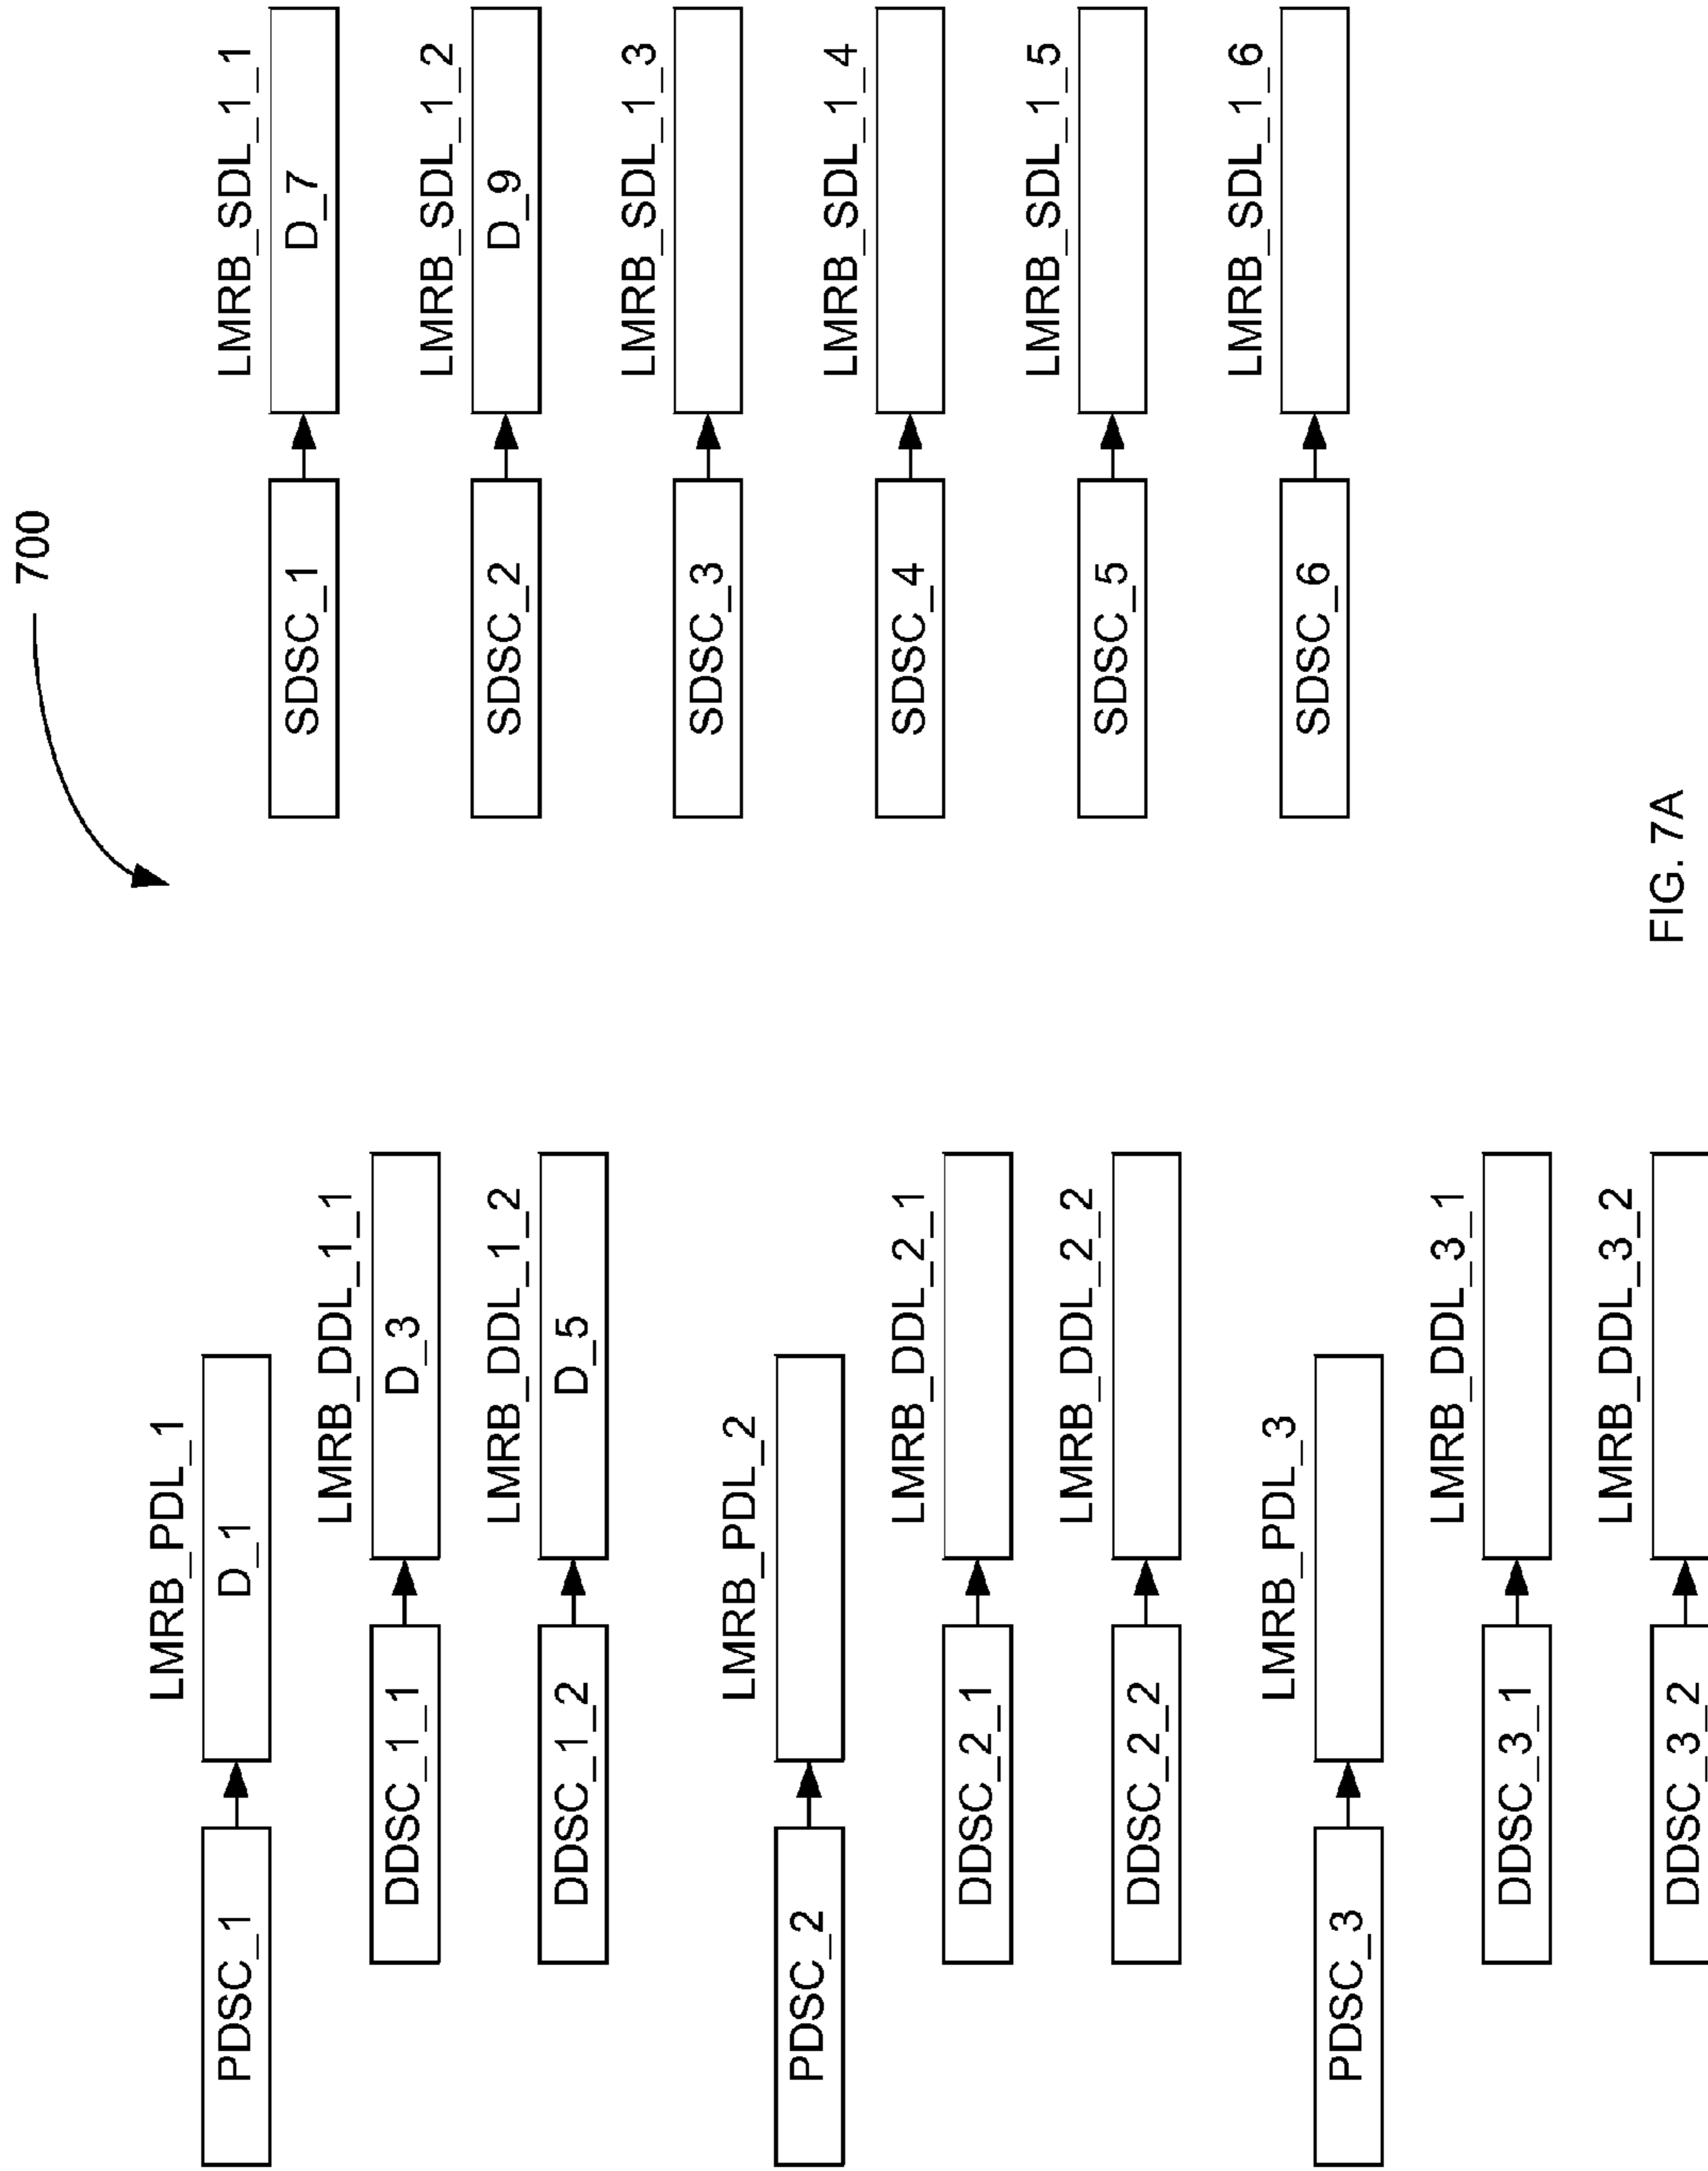 700
LMRB_PDL_1
PDSC_1
D_1
LMRB_DDL_1_1
DDSC_1_1
D_3
LMRB_DDL_1_2
DDSC_1_2
D_5
LMRB_PDL_2
PDSC_2
LMRB_DDL_2_1
DDSC_2_1
LMRB_DDL_2_2
DDSC_2_2
LMRB_PDL_3
PDSC_3
LMRB_DDL_3_1
DDSC_3_1
LMRB_DDL_3_2
DDSC_3_2
LMRB_SDL_1_1
SDSC_1
D_7
LMRB_SDL_1_2
SDSC_2
D_9
LMRB_SDL_1_3
SDSC_3
LMRB_SDL_1_4
SDSC_4
LMRB_SDL_1_5
SDSC_5
LMRB_SDL_1_6
SDSC_6
FIG. 7A